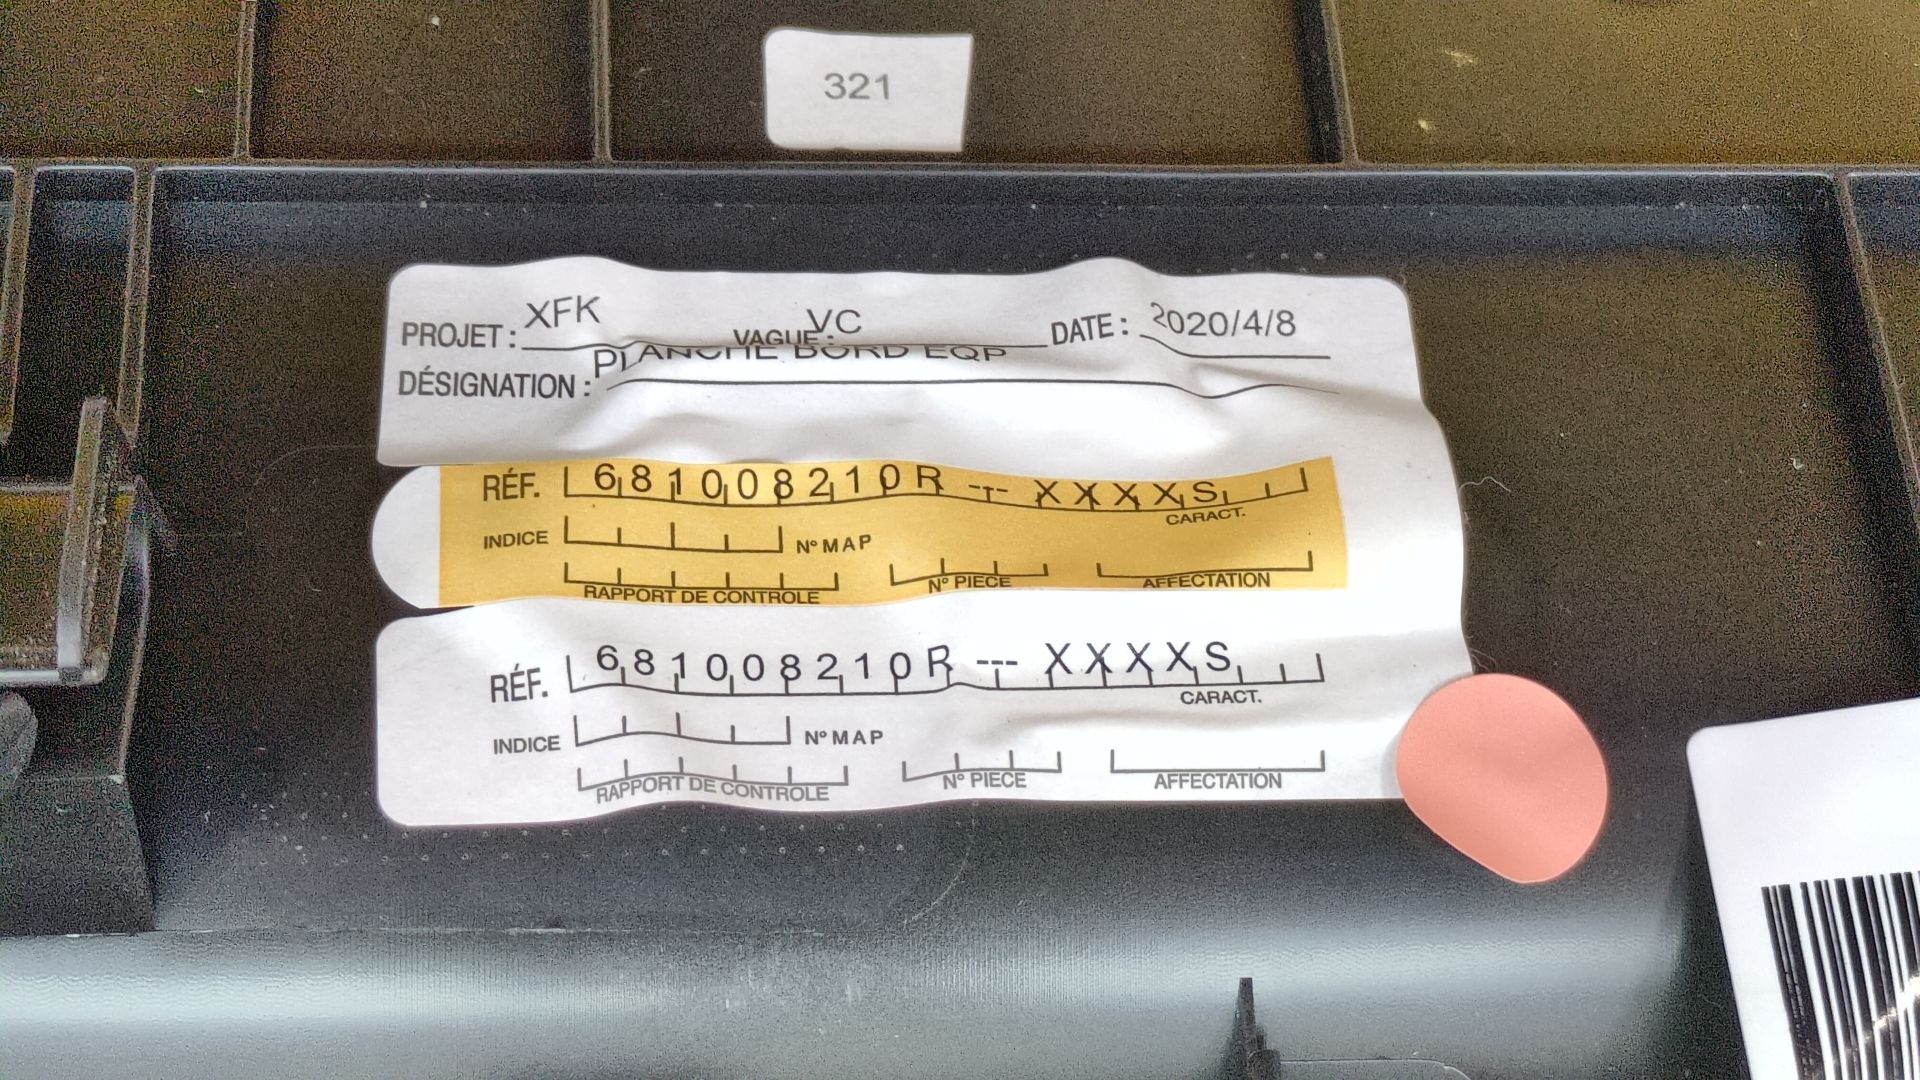 321
PROJET : XFK VAGUE : VC DATE : 2020/4/8
DÉSIGNATION : PLANCHE BORD EQP
RÉF. 681008210R --- XXXXS
CARACT.
INDICE N° MAP
RAPPORT DE CONTROLE N° PIECE AFFECTATION
RÉF. 681008210R --- XXXXS
CARACT.
INDICE N° MAP
RAPPORT DE CONTROLE N° PIECE AFFECTATION